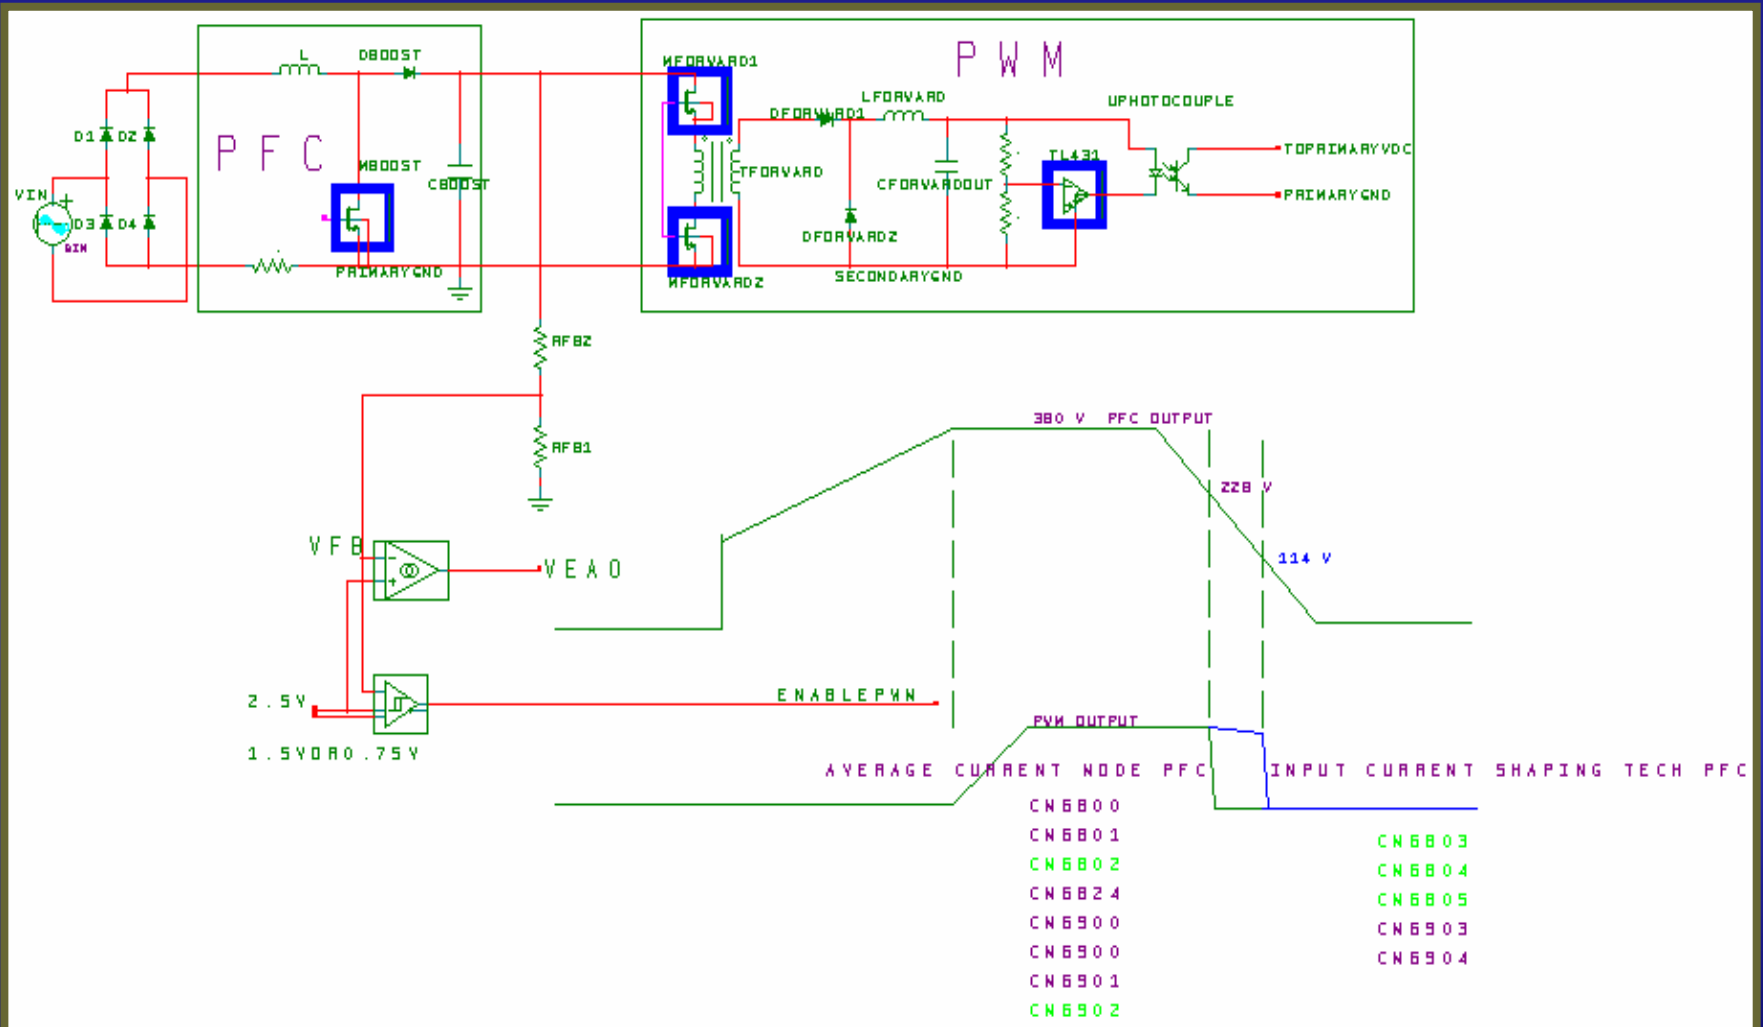 L
DBOOST
PFC
D1
D2
MBOOST
CBOOST
VIN
D3
D4
PRIMARYGND
PWM
MFORWARD1
DFORWARD1
LFORWARD
UPHOTOCOUPLE
TFORWARD
CFORWARDOUT
TL431
TOPRIMARYVDC
PRIMARYGND
DFORWARD2
SECONDARYGND
MFORWARD2
RFB2
RFB1
380 V PFC OUTPUT
228 V
114 V
VFB
VEAO
2.5V
1.5VOR0.75V
ENABLEPWM
PWM OUTPUT
AVERAGE CURRENT MODE PFC
INPUT CURRENT SHAPING TECH PFC
CM6800
CM6801
CM6802
CM6824
CM6900
CM6900
CM6901
CM6902
CM6803
CM6804
CM6805
CM6903
CM6904